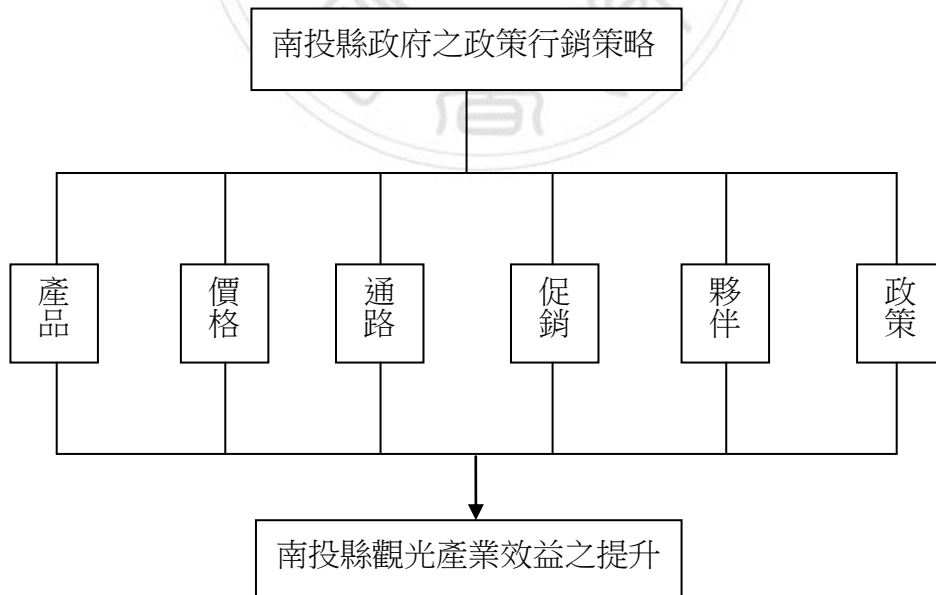 南投縣政府之政策行銷策略
產品
價格
通路
促銷
夥伴
政策
南投縣觀光產業效益之提升